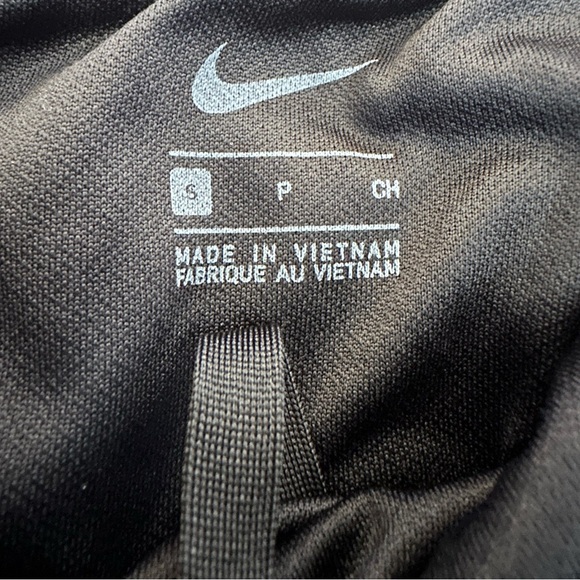 S P CH
MADE IN VIETNAM
FABRIQUE AU VIETNAM